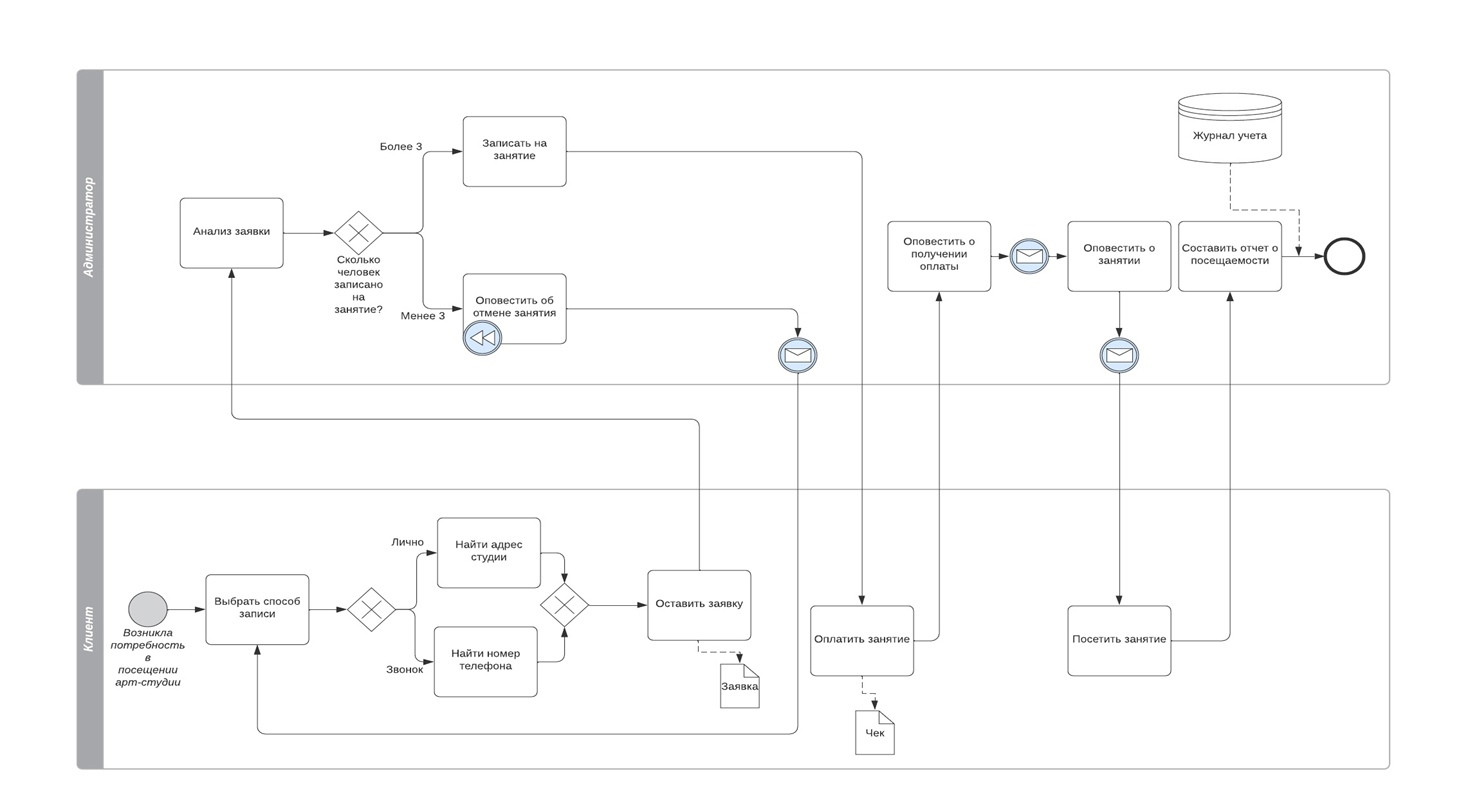 Администратор
Журнал учета
Более 3
Записать на
занятие
Анализ заявки
Сколько
человек
записано
на
занятие?
Менее 3
Оповестить об
отмене занятия
Оповестить о
получении
оплаты
Оповестить о
занятии
Составить отчет о
посещаемости
Клиент
Возникла
потребность
в
посещении
арт-студии
Выбрать способ
записи
Лично
Найти адрес
студии
Звонок
Найти номер
телефона
Оставить заявку
Заявка
Оплатить занятие
Чек
Посетить занятие